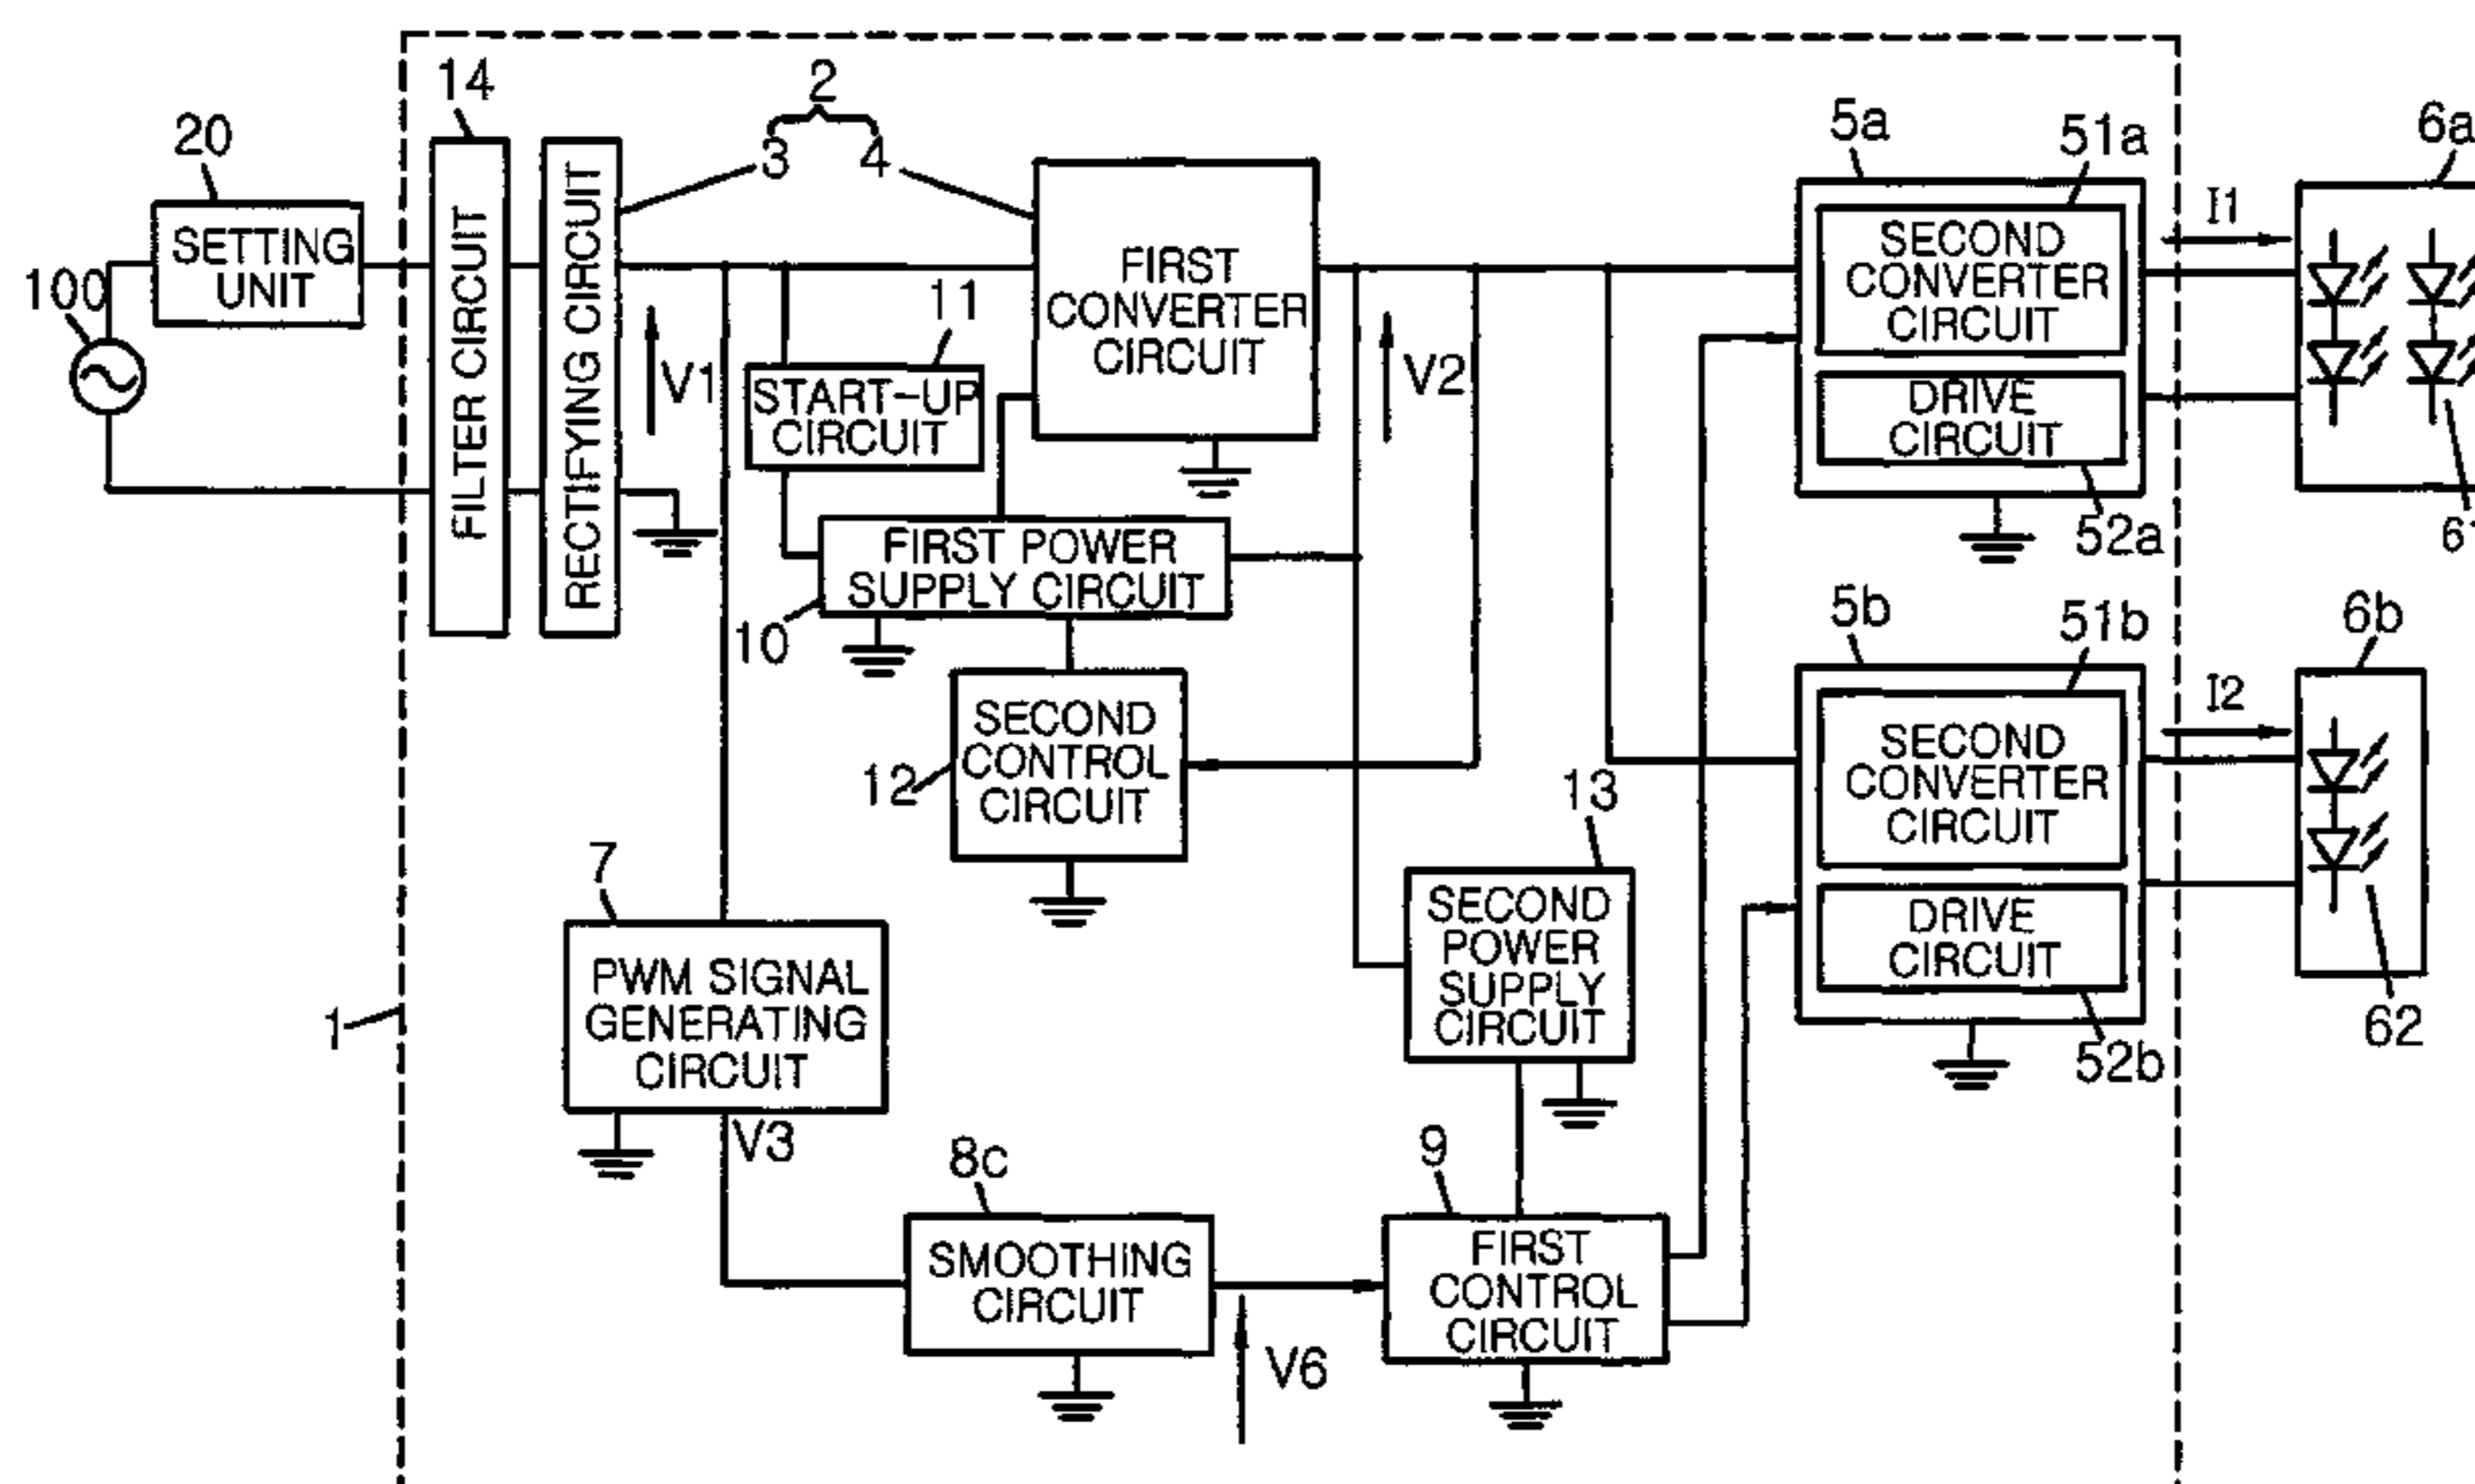 14
2
20
3
4
5a
51a
6a
SETTING
UNIT
100
FILTER CIRCUIT
RECTIFYING CIRCUIT
V1
11
START-UP
CIRCUIT
FIRST
CONVERTER
CIRCUIT
V2
SECOND
CONVERTER
CIRCUIT
DRIVE
CIRCUIT
52a
I1
FIRST POWER
SUPPLY CIRCUIT
10
5b
51b
6b
SECOND
CONTROL
CIRCUIT
12
SECOND
CONVERTER
CIRCUIT
DRIVE
CIRCUIT
52b
I2
62
13
SECOND
POWER
SUPPLY
CIRCUIT
7
PWM SIGNAL
GENERATING
CIRCUIT
1
V3
8c
SMOOTHING
CIRCUIT
V6
9
FIRST
CONTROL
CIRCUIT